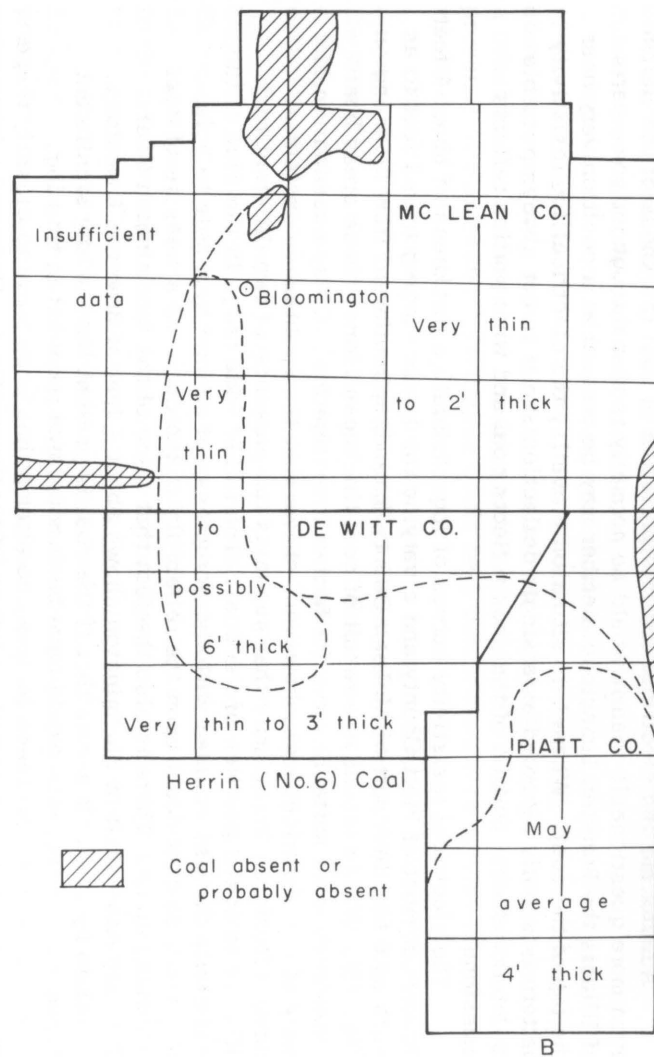 MC LEAN CO.
Insufficient
data
Bloomington
Very thin
to 2' thick
Very
thin
to
possibly
6' thick
DE WITT CO.
Very thin to 3' thick
PIATT CO.
May
average
4' thick
Herrin (No.6) Coal
Coal absent or
probably absent
B